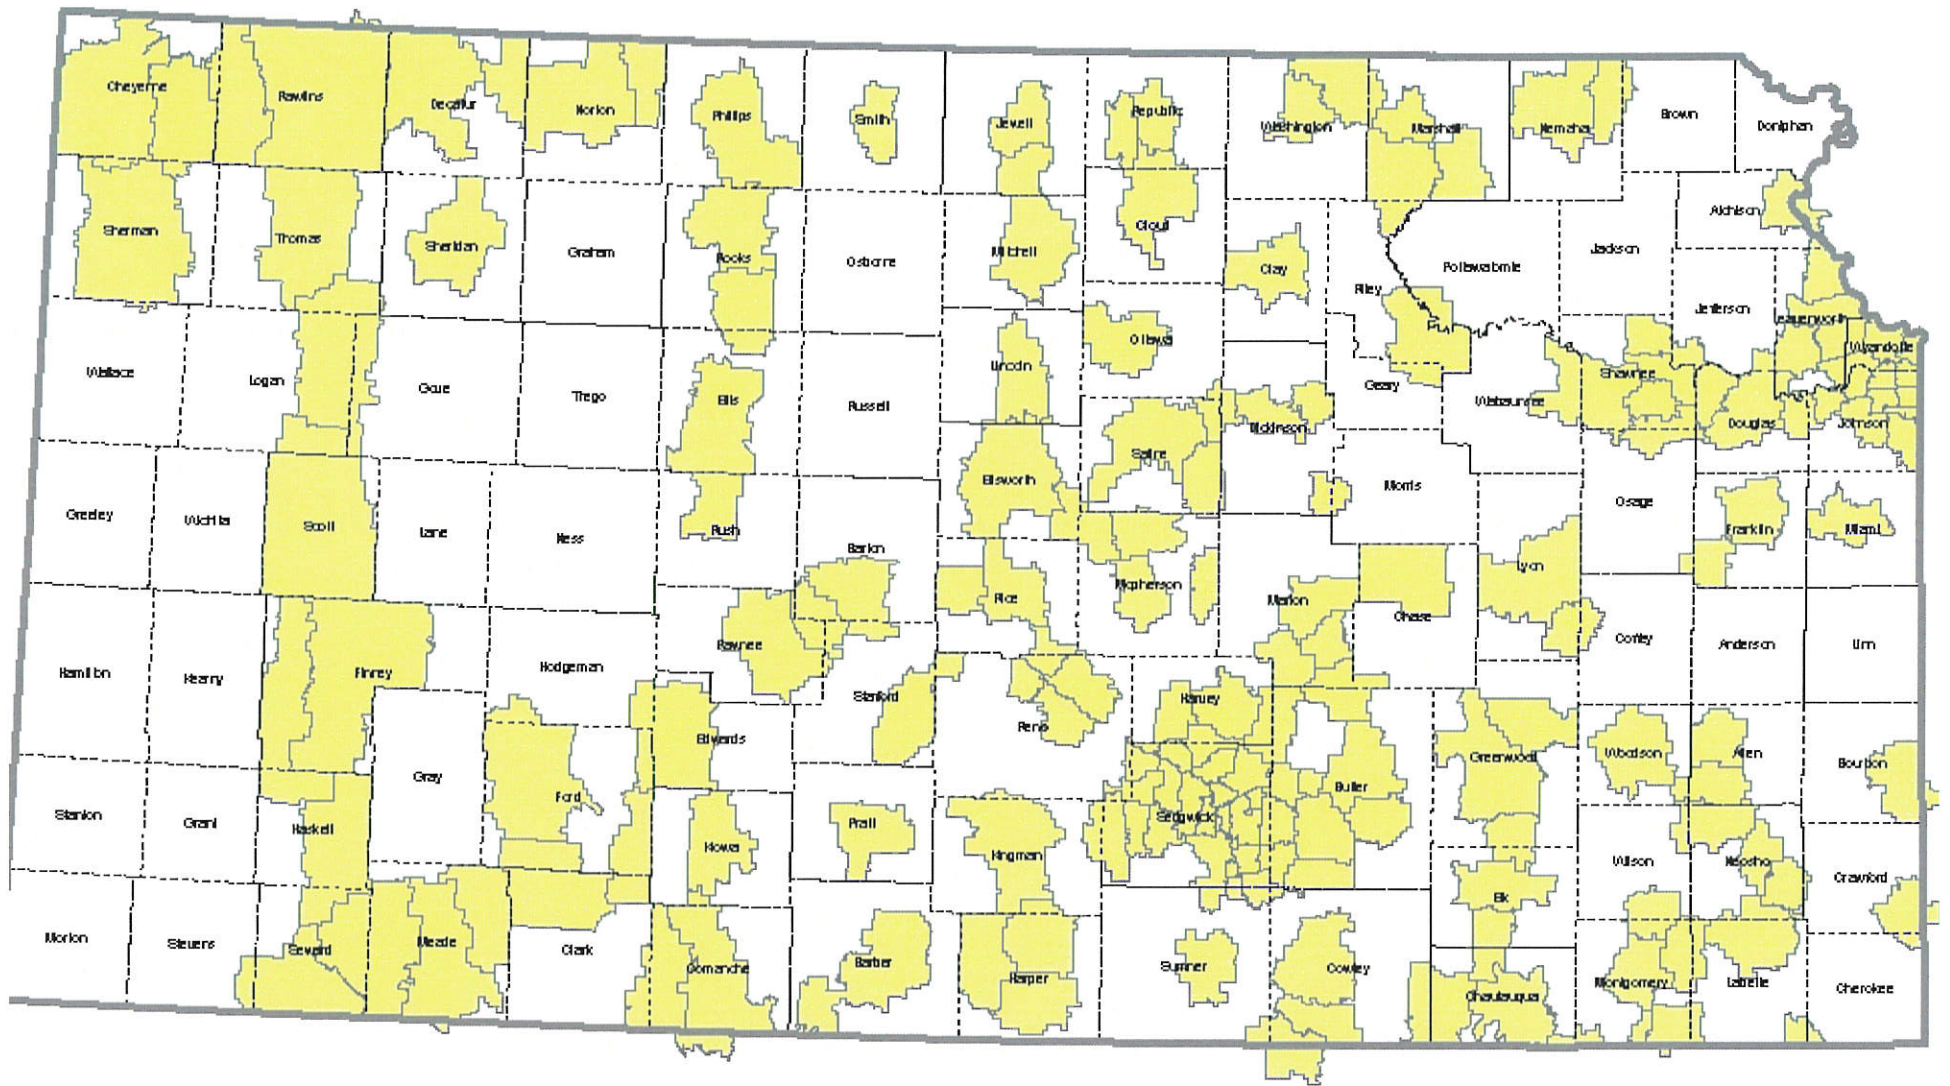 Cheyenne
Rawlins
Decatur
Norton
Phillips
Smith
Jewell
Republic
Washington
Marshall
Nemaha
Brown
Doniphan
Sherman
Thomas
Sheridan
Graham
Rooks
Osborne
Mitchell
Cloud
Clay
Riley
Pottawatomie
Jackson
Atchison
Jefferson
Leavenworth
Wyandotte
Wallace
Logan
Gove
Trego
Ellis
Russell
Lincoln
Ottawa
Geary
Wabaunsee
Shawnee
Douglas
Johnson
Greeley
Wichita
Scott
Lane
Ness
Rush
Barton
Ellsworth
Saline
Dickinson
Morris
Osage
Franklin
Miami
Hamilton
Kearny
Finney
Hodgeman
Pawnee
Stafford
Rice
Mcpherson
Marion
Chase
Lyon
Coffey
Anderson
Linn
Stanton
Grant
Haskell
Gray
Ford
Edwards
Kiowa
Pratt
Reno
Kingman
Harvey
Sedgwick
Butler
Greenwood
Woodson
Allen
Bourbon
Morton
Stevens
Seward
Meade
Clark
Comanche
Barber
Harper
Sumner
Cowley
Elk
Chautauqua
Wilson
Montgomery
Neosho
Labette
Crawford
Cherokee